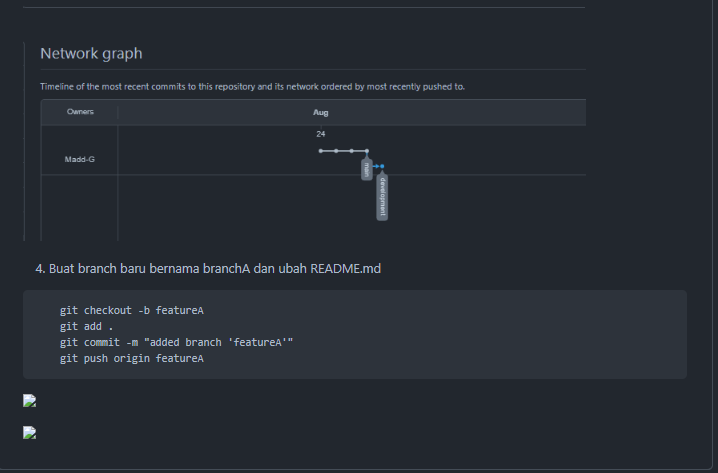 Network graph
Timeline of the most recent commits to this repository and its network ordered by most recently pushed to.
Owners
Aug
24
Madd-G
main
development
4. Buat branch baru bernama branchA dan ubah README.md
git checkout -b featureA
git add .
git commit -m "added branch 'featureA'"
git push origin featureA